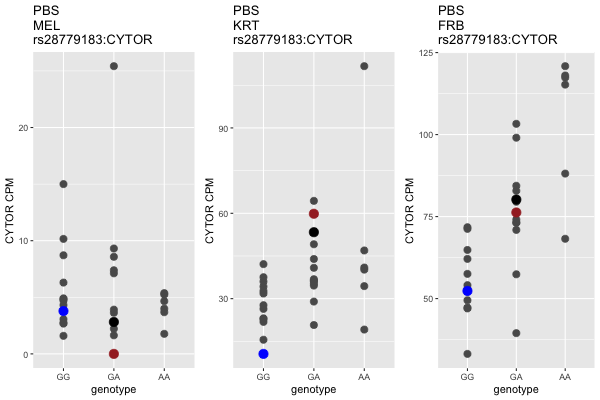 PBS
MEL
rs28779183:CYTOR
CYTOR CPM
20
10
0
GG GA AA
genotype
PBS
KRT
rs28779183:CYTOR
CYTOR CPM
90
60
30
GG GA AA
genotype
PBS
FRB
rs28779183:CYTOR
CYTOR CPM
125
100
75
50
GG GA AA
genotype